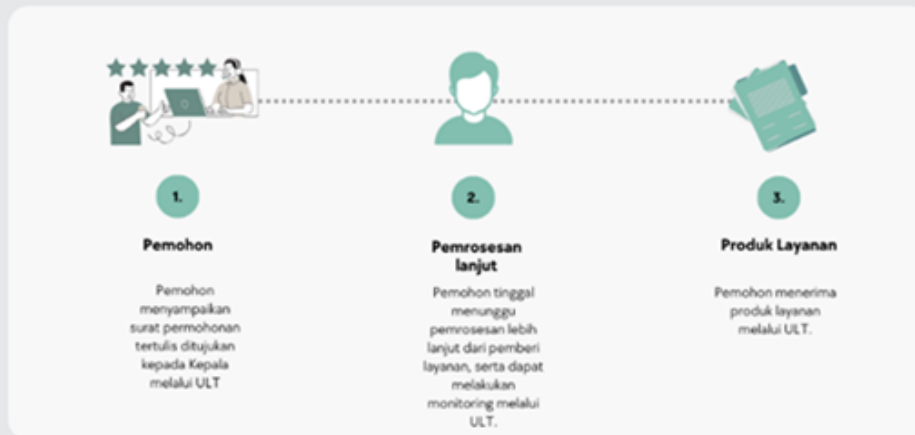 1.
Pemohon
Pemohon
menyampaikan
surat permohonan
tertulis ditujukan
kepada Kepala
melalui ULT
2.
Pemrosesan
lanjut
Pemohon tinggal
menunggu
pemrosesan lebih
lanjut dari pemberi
layanan, serta dapat
melakukan
monitoring melalui
ULT.
3.
Produk Layanan
Pemohon menerima
produk layanan
melalui ULT.